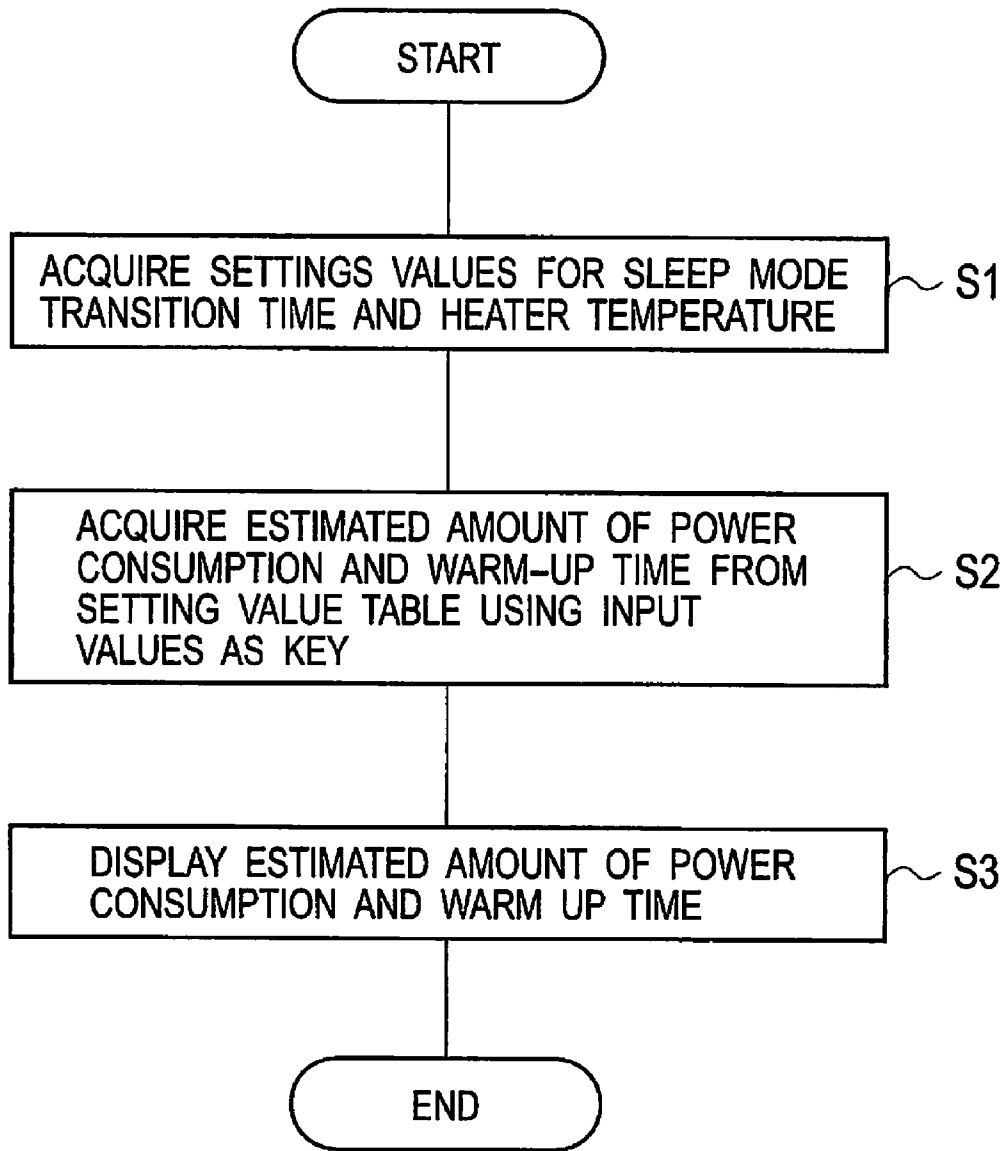 START
ACQUIRE SETTINGS VALUES FOR SLEEP MODE
TRANSITION TIME AND HEATER TEMPERATURE
S1
ACQUIRE ESTIMATED AMOUNT OF POWER
CONSUMPTION AND WARM-UP TIME FROM
SETTING VALUE TABLE USING INPUT
VALUES AS KEY
S2
DISPLAY ESTIMATED AMOUNT OF POWER
CONSUMPTION AND WARM UP TIME
S3
END